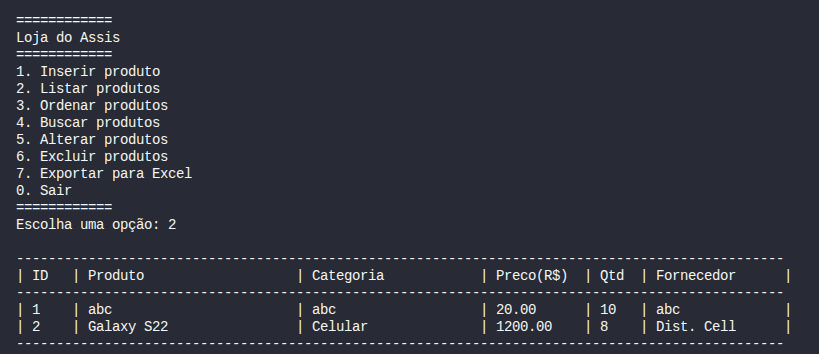 ============
Loja do Assis
============
1. Inserir produto
2. Listar produtos
3. Ordenar produtos
4. Buscar produtos
5. Alterar produtos
6. Excluir produtos
7. Exportar para Excel
0. Sair
============
Escolha uma opção: 2
------------------------------------------------------------------------------------------------
| ID   | Produto                   | Categoria            | Preco(R$)  | Qtd  | Fornecedor      |
------------------------------------------------------------------------------------------------
| 1    | abc                       | abc                  | 20.00      | 10   | abc             |
| 2    | Galaxy S22                | Celular              | 1200.00    | 8    | Dist. Cell      |
------------------------------------------------------------------------------------------------